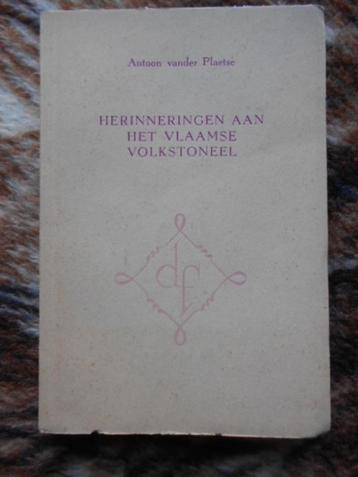 Antoon vander Plaetse
HERINNERINGEN AAN
HET VLAAMSE
VOLKSTONEEL
df